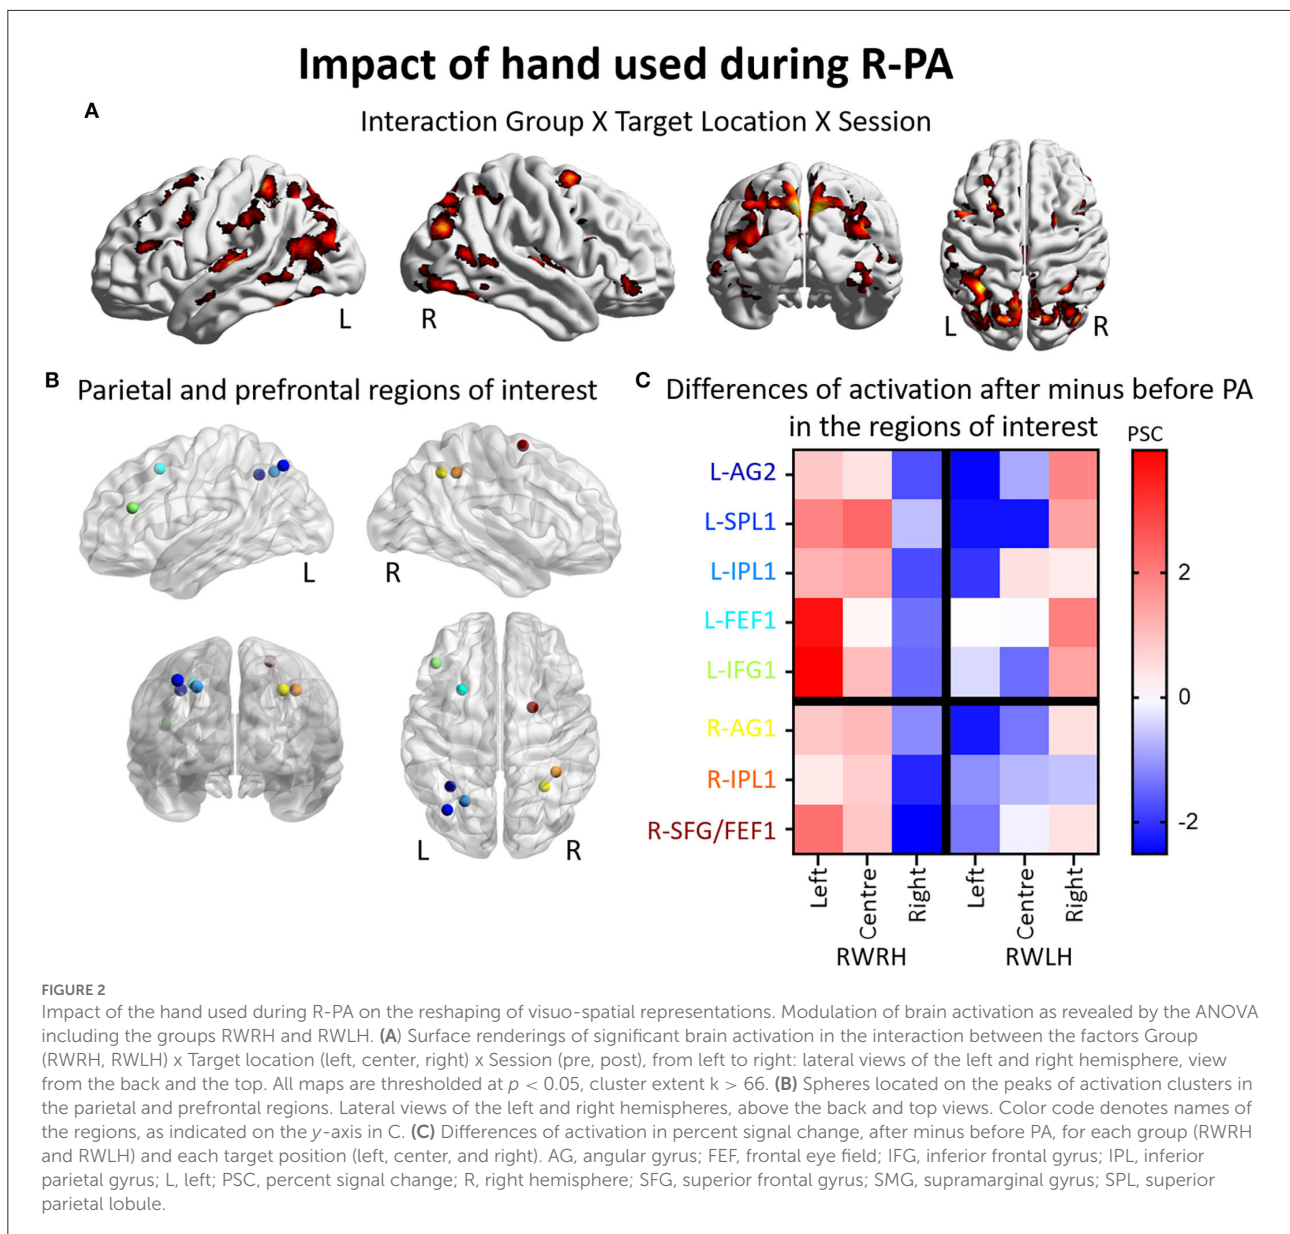 Impact of hand used during R-PA
A
Interaction Group X Target Location X Session
L
R
L
R
B
Parietal and prefrontal regions of interest
L
R
L
R
C
Differences of activation after minus before PA
in the regions of interest
PSC
L-AG2
L-SPL1
L-IPL1
L-FEF1
L-IFG1
R-AG1
R-IPL1
R-SFG/FEF1
2
0
-2
Left
Centre
Right
Left
Centre
Right
RWRH
RWLH
FIGURE 2
Impact of the hand used during R-PA on the reshaping of visuo-spatial representations. Modulation of brain activation as revealed by the ANOVA
including the groups RWRH and RWLH. (A) Surface renderings of significant brain activation in the interaction between the factors Group
(RWRH, RWLH) x Target location (left, center, right) x Session (pre, post), from left to right: lateral views of the left and right hemisphere, view
from the back and the top. All maps are thresholded at p < 0.05, cluster extent k > 66. (B) Spheres located on the peaks of activation clusters in
the parietal and prefrontal regions. Lateral views of the left and right hemispheres, above the back and top views. Color code denotes names of
the regions, as indicated on the y-axis in C. (C) Differences of activation in percent signal change, after minus before PA, for each group (RWRH
and RWLH) and each target position (left, center, and right). AG, angular gyrus; FEF, frontal eye field; IFG, inferior frontal gyrus; IPL, inferior
parietal gyrus; L, left; PSC, percent signal change; R, right hemisphere; SFG, superior frontal gyrus; SMG, supramarginal gyrus; SPL, superior
parietal lobule.